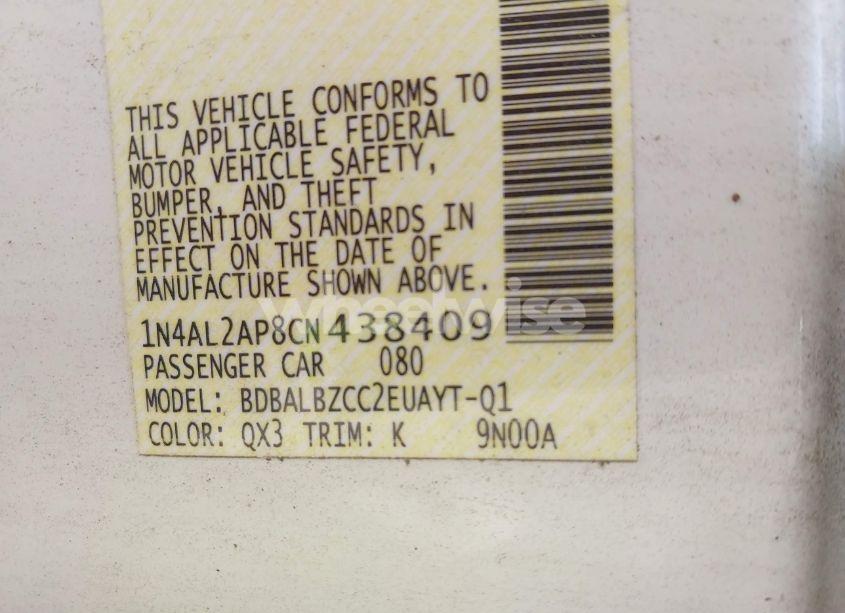 THIS VEHICLE CONFORMS TO
ALL APPLICABLE FEDERAL
MOTOR VEHICLE SAFETY,
BUMPER, AND THEFT
PREVENTION STANDARDS IN
EFFECT ON THE DATE OF
MANUFACTURE SHOWN ABOVE.
wheelwise
1N4AL2AP8CN438409
PASSENGER CAR 080
MODEL: BDBALBZCC2EUAYT-Q1
COLOR: QX3 TRIM: K 9N00A